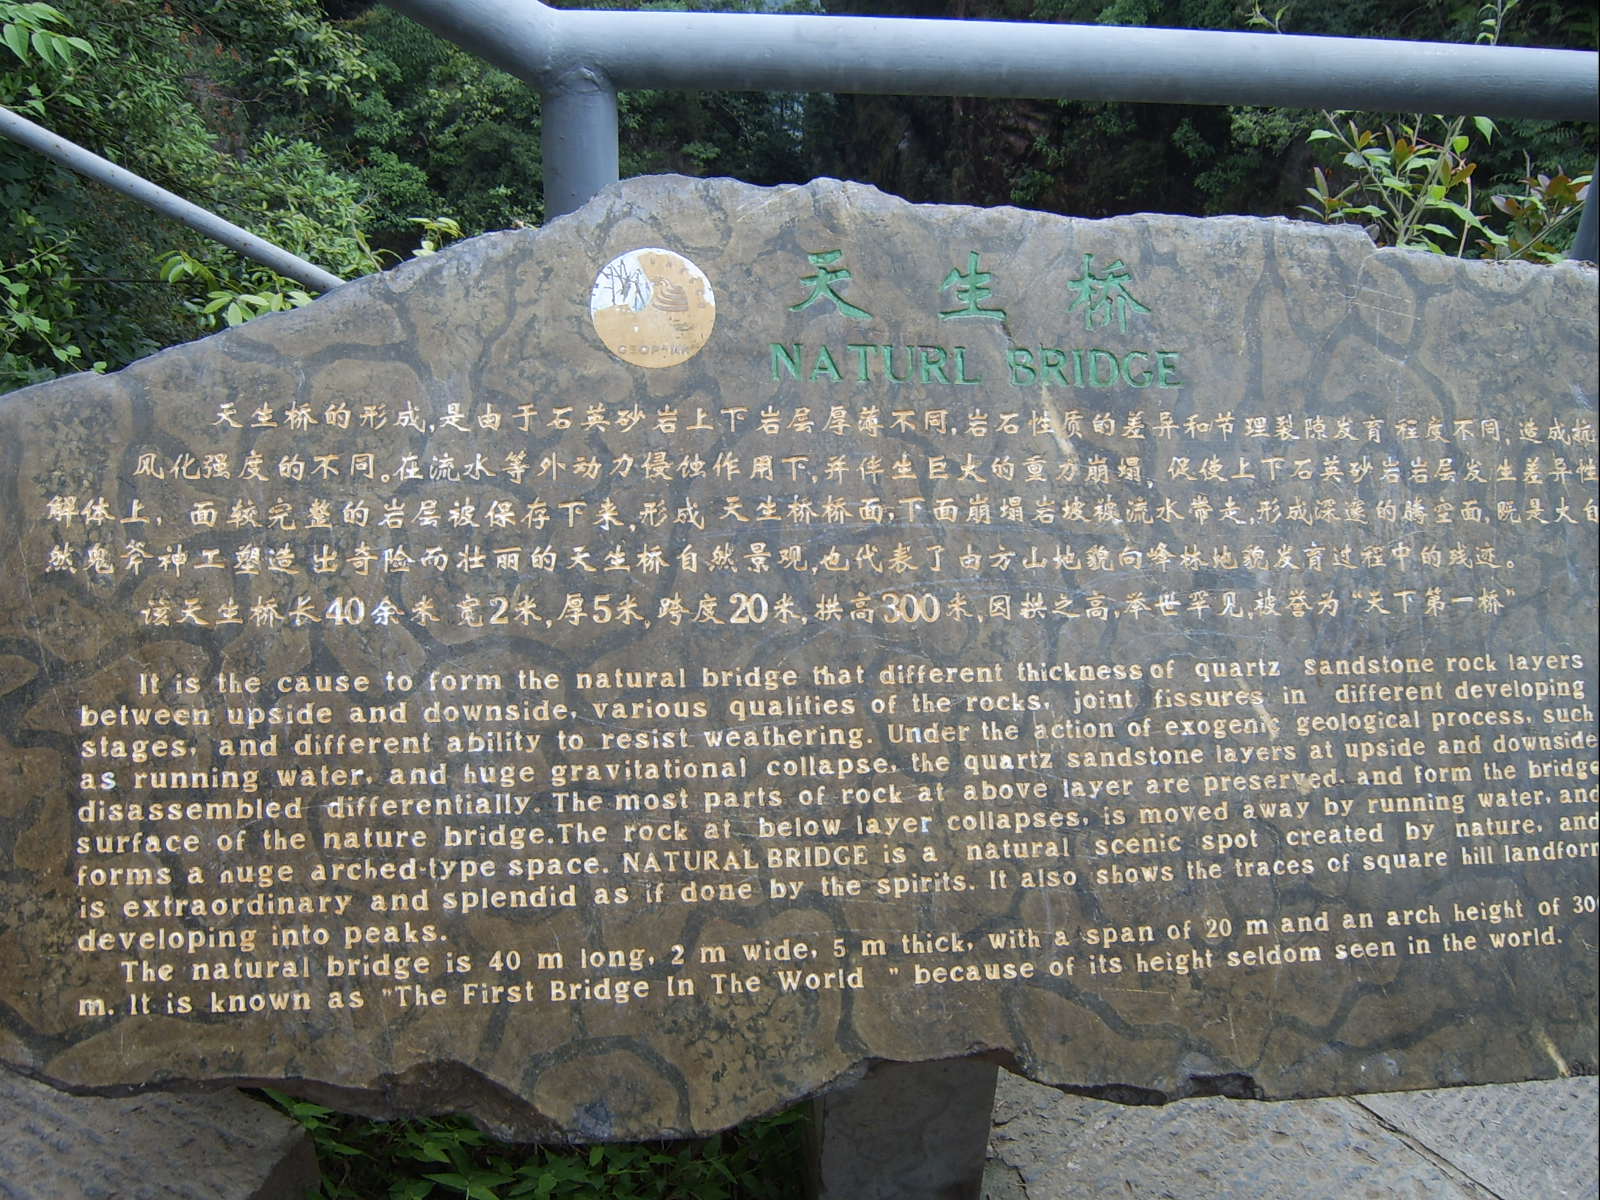 GEOPARK
天生桥
NATURL BRIDGE
天生桥的形成,是由于石英砂岩上下岩层厚薄不同,岩石性质的差异和节理裂隙发育程度不同,造成抗
风化强度的不同。在流水等外动力侵蚀作用下,并伴生巨大的重力崩塌,促使上下石英砂岩岩层发生差异性
解体上,面较完整的岩层被保存下来,形成天生桥桥面,下面崩塌岩坡被流水带走,形成深邃的腾空面,既是大自
然鬼斧神工塑造出奇险而壮丽的天生桥自然景观,也代表了由方山地貌向峰林地貌发育过程中的残迹。
该天生桥长40余米宽2米,厚5米,跨度20米,拱高300米,因拱之高,举世罕见,被誉为"天下第一桥"
It is the cause to form the natural bridge that different thickness of quartz Sandstone rock layers
between upside and downside, various qualities of the rocks, joint fissures in different developing
stages, and different ability to resist weathering. Under the action of exogenic geological process, such
as running water, and huge gravitational collapse, the quartz sandstone layers at upside and downside
disassembled differentially. The most parts of rock at above layer are preserved. and form the bridge
surface of the nature bridge.The rock at below layer collapses, is moved away by running water, and
forms a huge arched-type space. NATURAL BRIDGE is a natural scenic spot created by nature, and
is extraordinary and splendid as if done by the spirits. It also shows the traces of square hill landform
developing into peaks.
The natural bridge is 40 m long, 2 m wide, 5 m thick, with a span of 20 m and an arch height of 300
m. It is known as "The First Bridge In The World " because of its height seldom seen in the world.